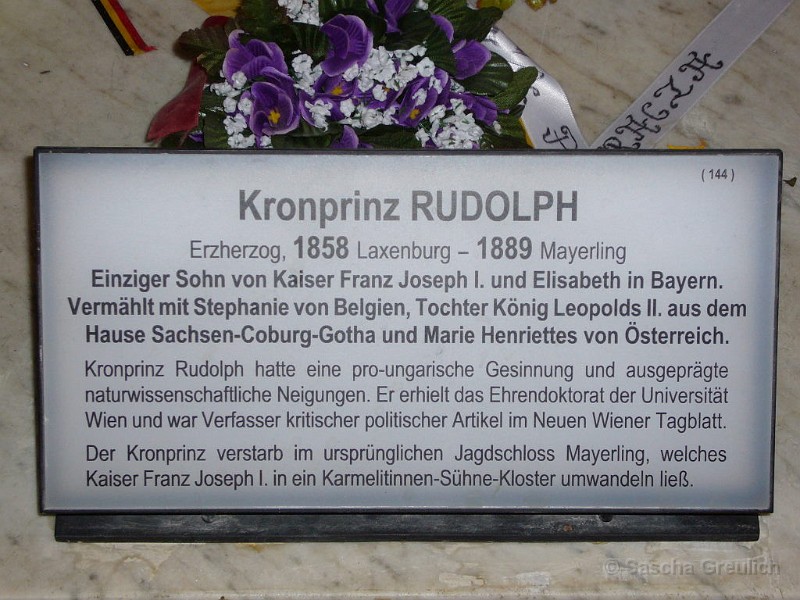 ( 144 )
Kronprinz RUDOLPH
Erzherzog, 1858 Laxenburg – 1889 Mayerling
Einziger Sohn von Kaiser Franz Joseph I. und Elisabeth in Bayern.
Vermählt mit Stephanie von Belgien, Tochter König Leopolds II. aus dem
Hause Sachsen-Coburg-Gotha und Marie Henriettes von Österreich.
Kronprinz Rudolph hatte eine pro-ungarische Gesinnung und ausgeprägte
naturwissenschaftliche Neigungen. Er erhielt das Ehrendoktorat der Universität
Wien und war Verfasser kritischer politischer Artikel im Neuen Wiener Tagblatt.
Der Kronprinz verstarb im ursprünglichen Jagdschloss Mayerling, welches
Kaiser Franz Joseph I. in ein Karmelitinnen-Sühne-Kloster umwandeln ließ.
© Sascha Greulich